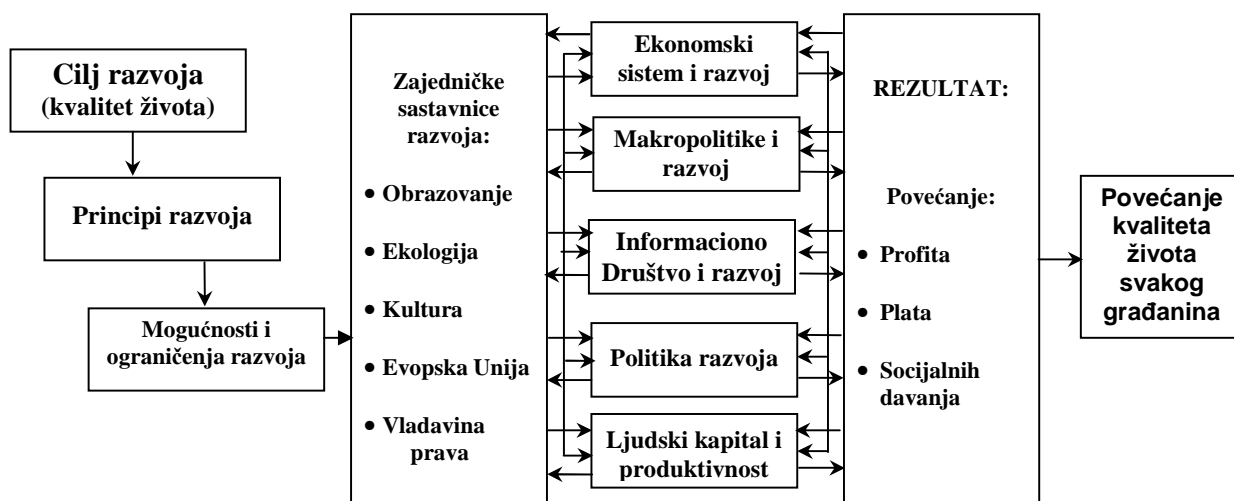 Cilj razvoja
(kvalitet života)
Principi razvoja
Mogućnosti i
ograničenja razvoja
Zajedničke
sastavnice
razvoja:
• Obrazovanje
• Ekologija
• Kultura
• Evopska Unija
• Vladavina
prava
Ekonomski
sistem i razvoj
Makropolitike i
razvoj
Informaciono
Društvo i razvoj
Politika razvoja
Ljudski kapital i
produktivnost
REZULTAT:
Povećanje:
• Profita
• Plata
• Socijalnih
davanja
Povećanje
kvaliteta
života
svakog
građanina